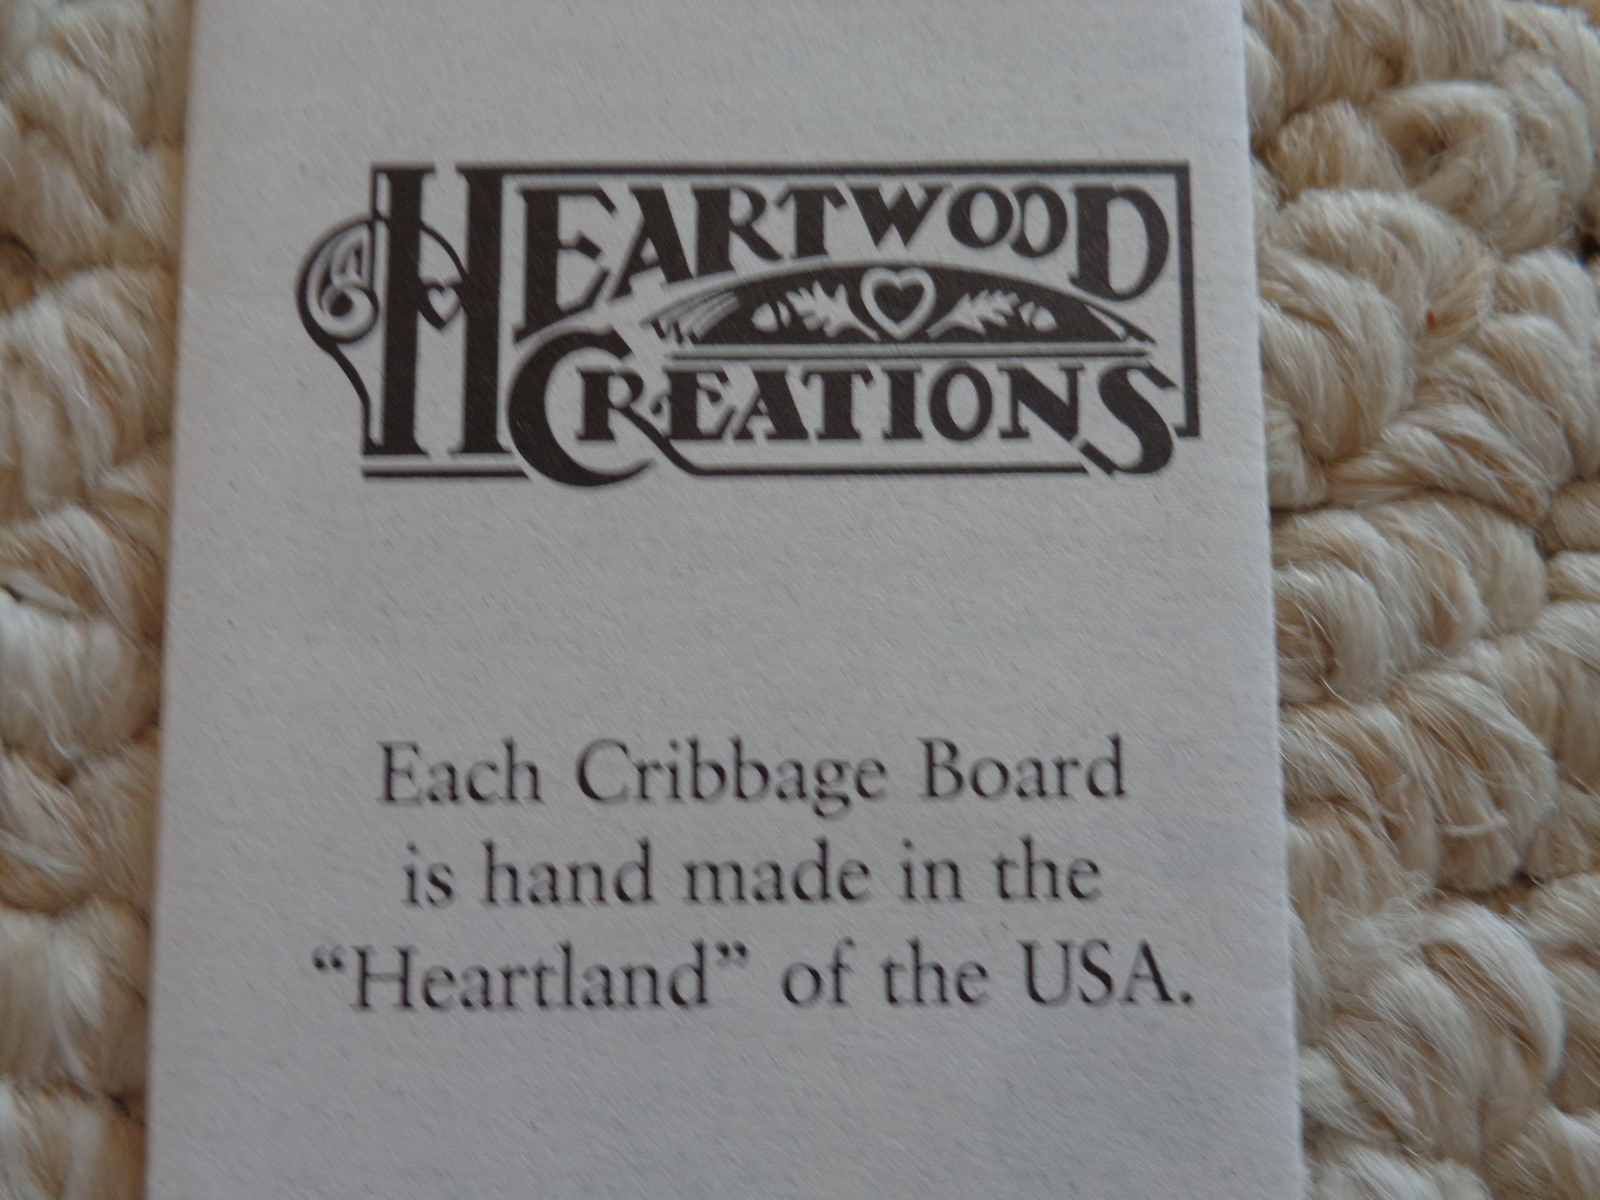 HEARTWOOD
CREATIONS
Each Cribbage Board
is hand made in the
“Heartland” of the USA.